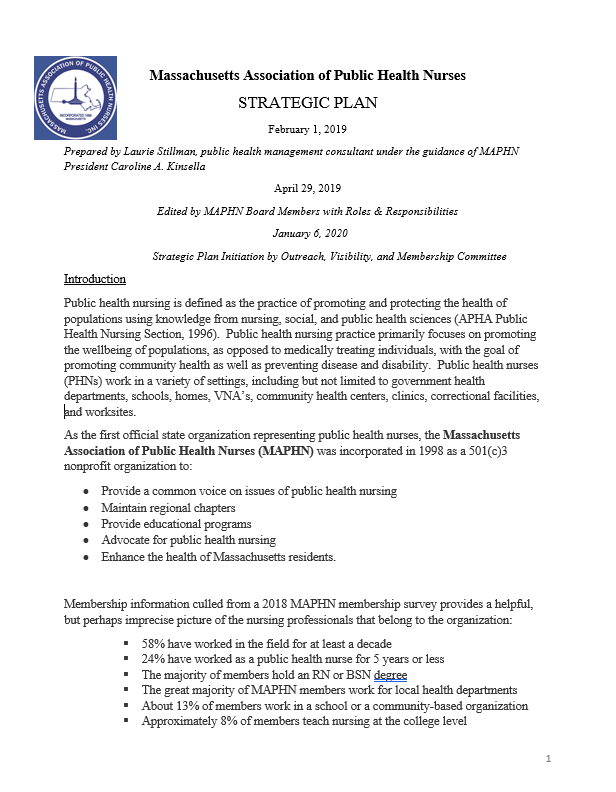 MASSACHUSETTS ASSOCIATION OF PUBLIC HEALTH NURSES INC.
INCORPORATED 1998
MASSACHUSETTS
Massachusetts Association of Public Health Nurses
STRATEGIC PLAN
February 1, 2019
Prepared by Laurie Stillman, public health management consultant under the guidance of MAPHN
President Caroline A. Kinsella
April 29, 2019
Edited by MAPHN Board Members with Roles & Responsibilities
January 6, 2020
Strategic Plan Initiation by Outreach, Visibility, and Membership Committee
Introduction
Public health nursing is defined as the practice of promoting and protecting the health of
populations using knowledge from nursing, social, and public health sciences (APHA Public
Health Nursing Section, 1996).  Public health nursing practice primarily focuses on promoting
the wellbeing of populations, as opposed to medically treating individuals, with the goal of
promoting community health as well as preventing disease and disability.  Public health nurses
(PHNs) work in a variety of settings, including but not limited to government health
departments, schools, homes, VNA's, community health centers, clinics, correctional facilities,
and worksites.
As the first official state organization representing public health nurses, the Massachusetts
Association of Public Health Nurses (MAPHN) was incorporated in 1998 as a 501(c)3
nonprofit organization to:
• Provide a common voice on issues of public health nursing
• Maintain regional chapters
• Provide educational programs
• Advocate for public health nursing
• Enhance the health of Massachusetts residents.
Membership information culled from a 2018 MAPHN membership survey provides a helpful,
but perhaps imprecise picture of the nursing professionals that belong to the organization:
▪ 58% have worked in the field for at least a decade
▪ 24% have worked as a public health nurse for 5 years or less
▪ The majority of members hold an RN or BSN degree
▪ The great majority of MAPHN members work for local health departments
▪ About 13% of members work in a school or a community-based organization
▪ Approximately 8% of members teach nursing at the college level
1